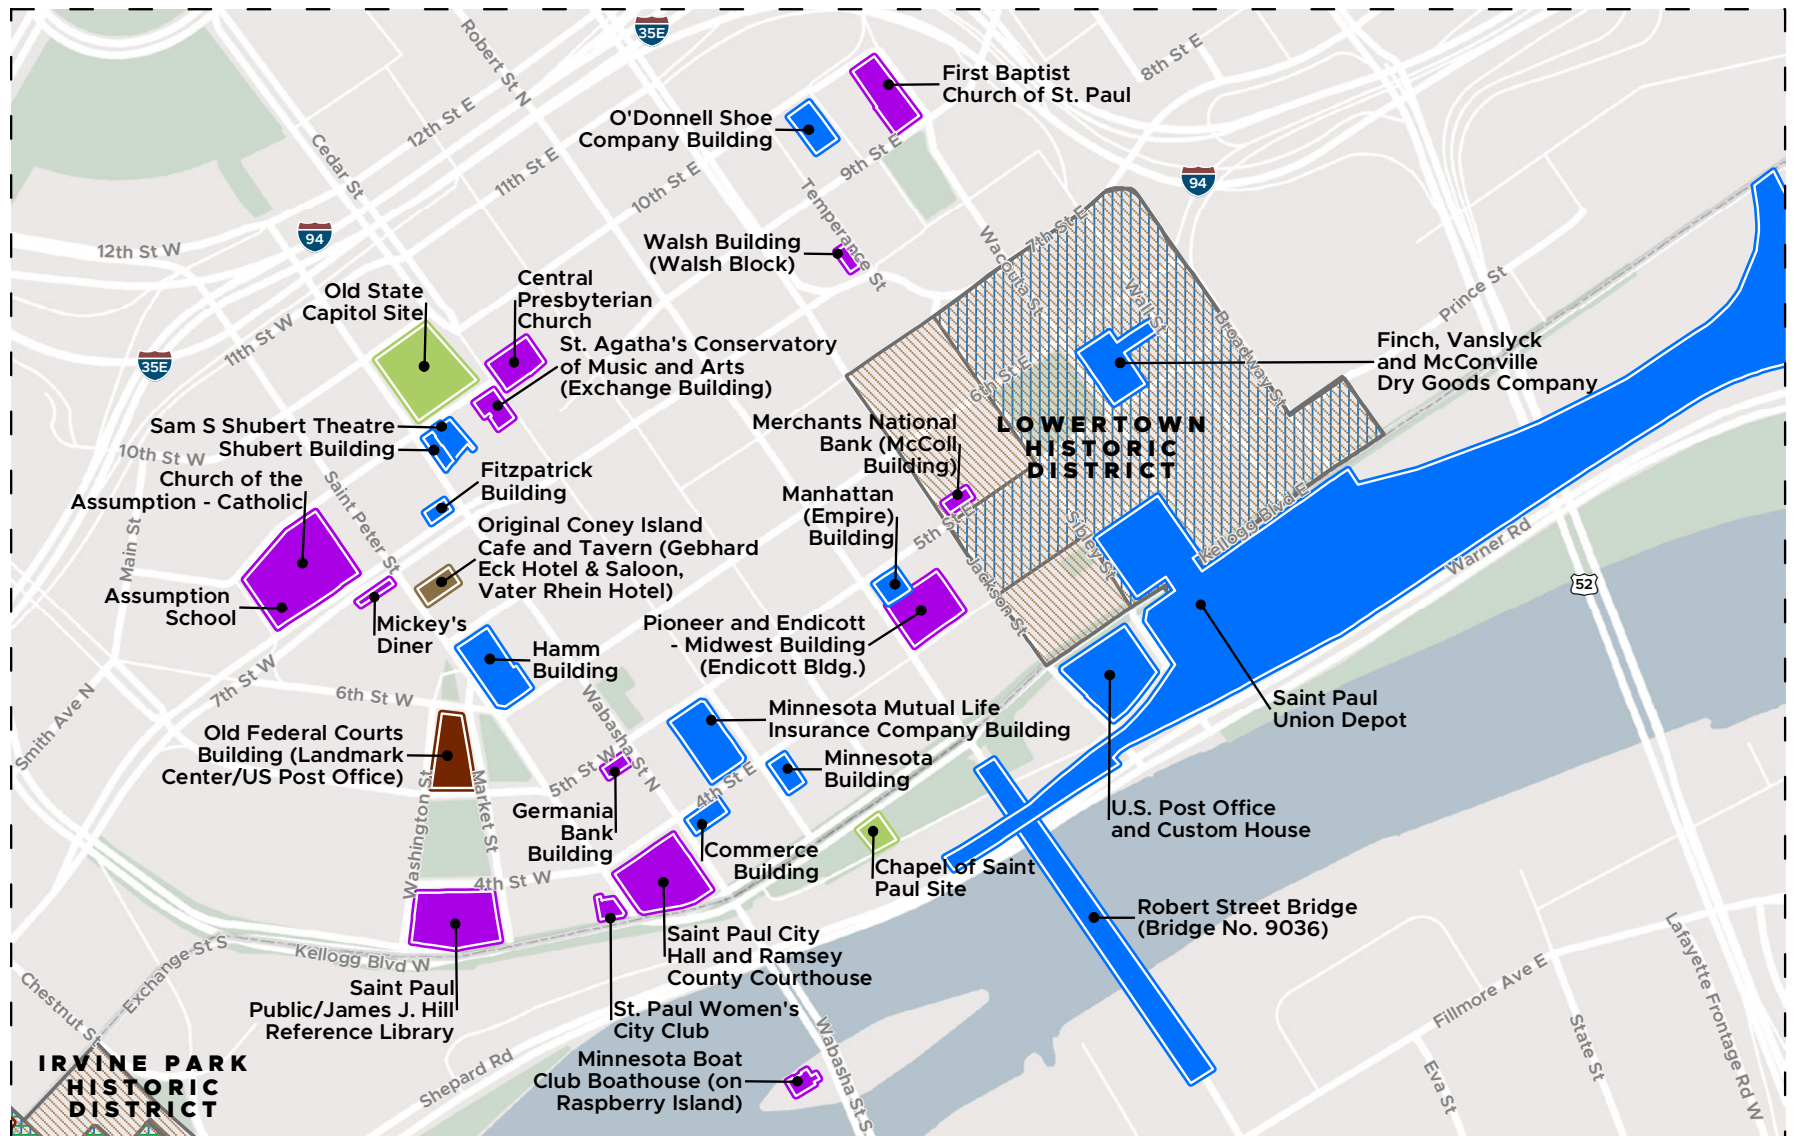 35E
Robert St N
8th St E
First Baptist
Church of St. Paul
O'Donnell Shoe
Company Building
12th St E
Cedar St
11th St E
9th St E
10th St E
94
Temperance St
12th St W
94
Walsh Building
(Walsh Block)
Wacouta St
7th St E
Central
Presbyterian
Church
Old State
Capitol Site
Wall St
Prince St
Broadway St
11th St W
35E
St. Agatha's Conservatory
of Music and Arts
(Exchange Building)
Finch, Vanslyck
and McConville
Dry Goods Company
6th St E
Sam S Shubert Theatre
Shubert Building
Merchants National
Bank (McColl
Building)
LOWERTOWN
HISTORIC
DISTRICT
10th St W
Church of the
Assumption - Catholic
Saint Peter St
Fitzpatrick
Building
Manhattan
(Empire)
Building
5th St E
Sibley St
Kellogg Blvd E
Main St
Original Coney Island
Cafe and Tavern (Gebhard
Eck Hotel & Saloon,
Vater Rhein Hotel)
Warner Rd
52
Assumption
School
Mickey's
Diner
Jackson St
Pioneer and Endicott
- Midwest Building
(Endicott Bldg.)
Hamm
Building
7th St W
6th St W
Smith Ave N
Wabasha St N
Saint Paul
Union Depot
Old Federal Courts
Building (Landmark
Center/US Post Office)
Minnesota Mutual Life
Insurance Company Building
5th St W
4th St E
Minnesota
Building
Washington St
Market St
Germania
Bank
Building
U.S. Post Office
and Custom House
Commerce
Building
Chapel of Saint
Paul Site
4th St W
Robert Street Bridge
(Bridge No. 9036)
Exchange St S
Kellogg Blvd W
Saint Paul City
Hall and Ramsey
County Courthouse
Lafayette Frontage Rd W
Fillmore Ave E
Chestnut St
Saint Paul
Public/James J. Hill
Reference Library
St. Paul Women's
City Club
State St
Wabasha St S
Shepard Rd
Minnesota Boat
Club Boathouse (on
Raspberry Island)
Eva St
IRVINE PARK
HISTORIC
DISTRICT